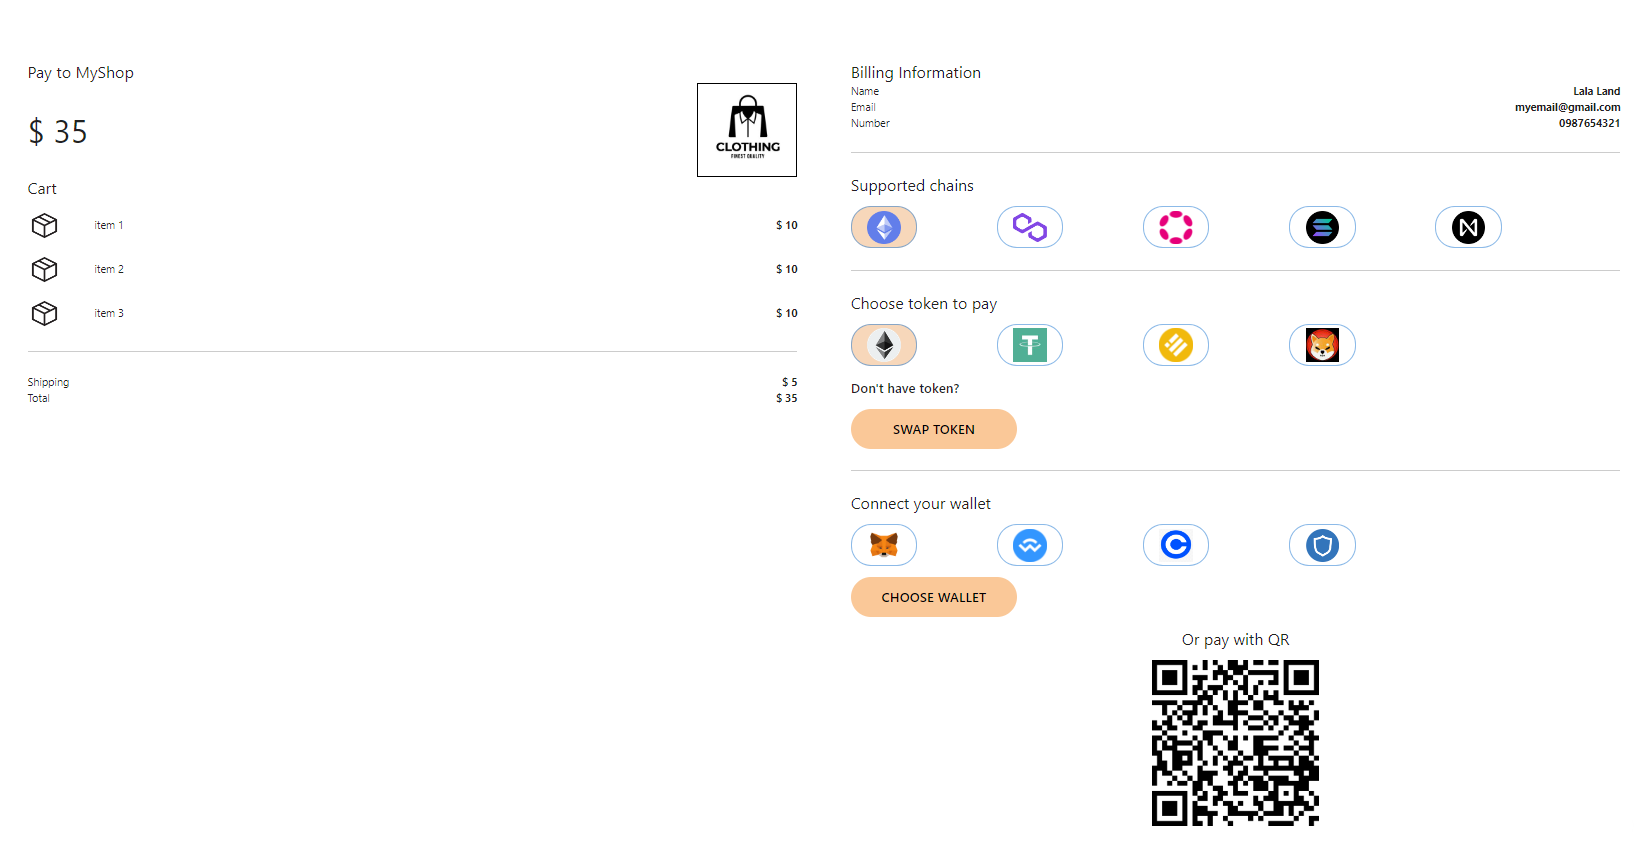 Pay to MyShop
$ 35
CLOTHING
FINEST QUALITY
Cart
item 1 $ 10
item 2 $ 10
item 3 $ 10
Shipping $ 5
Total $ 35
Billing Information
Name Lala Land
Email myemail@gmail.com
Number 0987654321
Supported chains
Choose token to pay
Don't have token?
SWAP TOKEN
Connect your wallet
CHOOSE WALLET
Or pay with QR